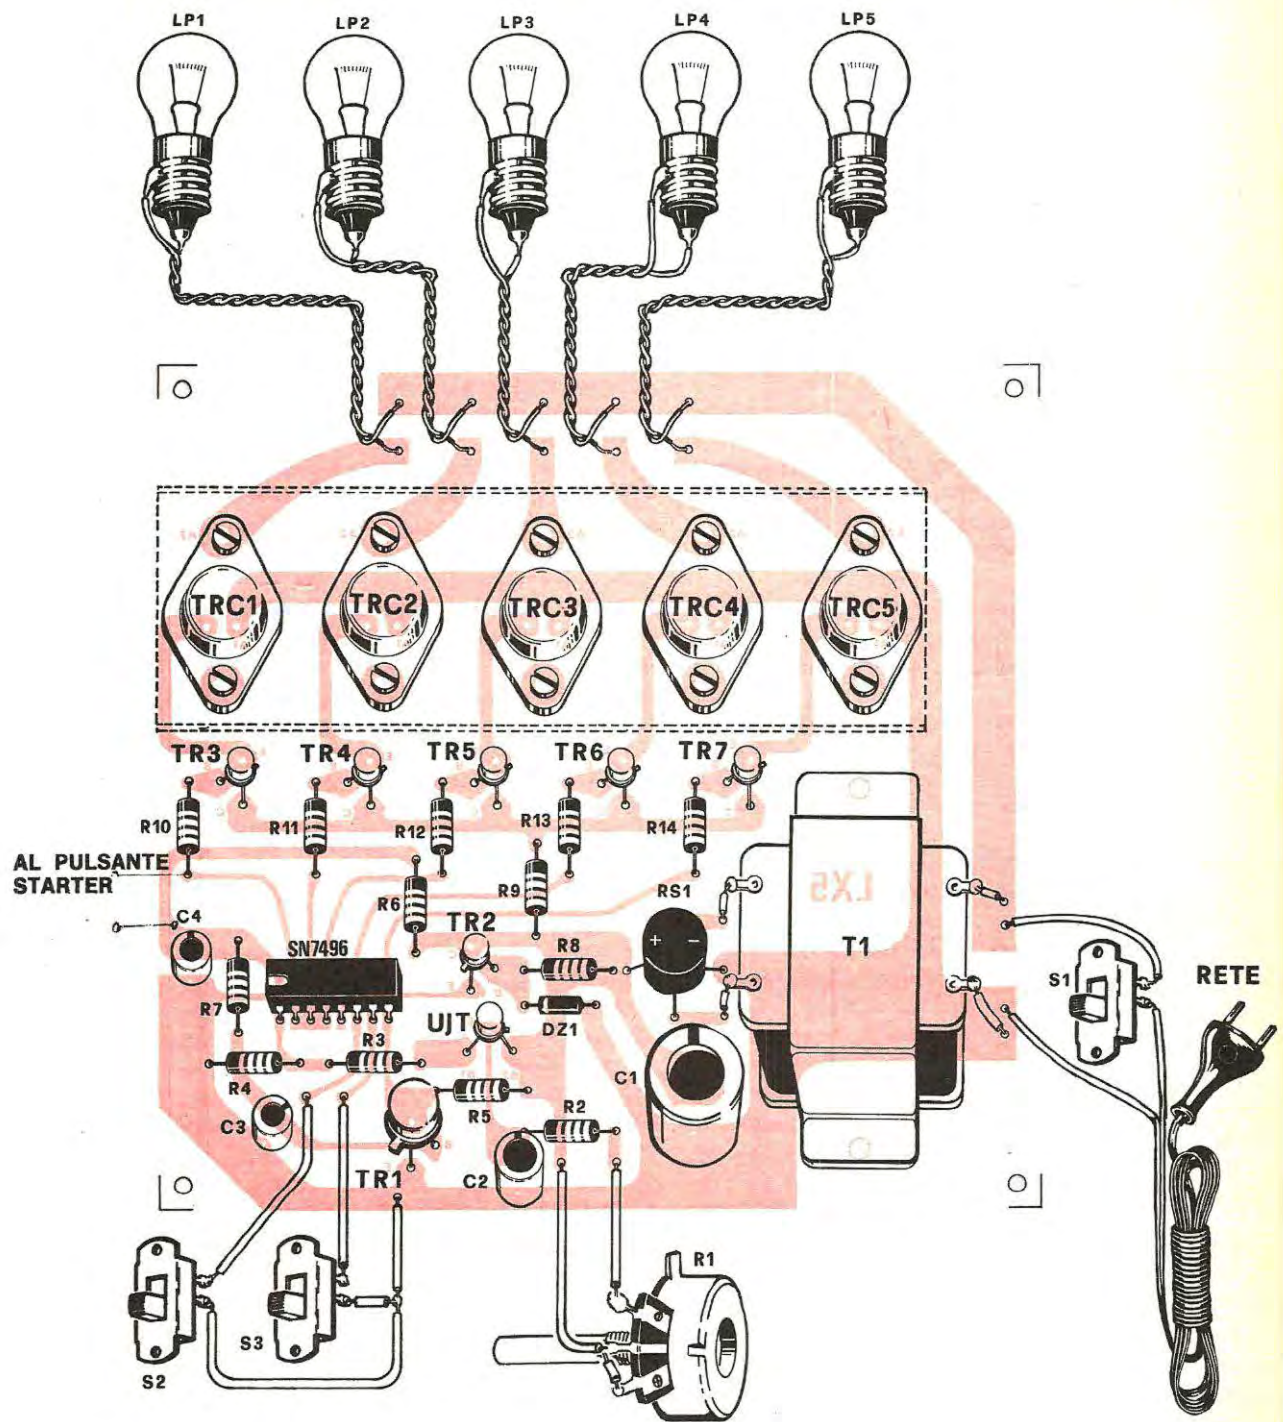 LP1 LP2 LP3 LP4 LP5
TRC1 TRC2 TRC3 TRC4 TRC5
TR3 TR4 TR5 TR6 TR7
R10 R11 R12 R13 R14
AL PULSANTE
STARTER
R6 R9 RS1
C4 TR2
SN7496 R8 + - T1
LX5
S1 RETE
R7 UJT DZ1
R3
R4 R5 C1
C3 R2
TR1 C2
R1
S3
S2